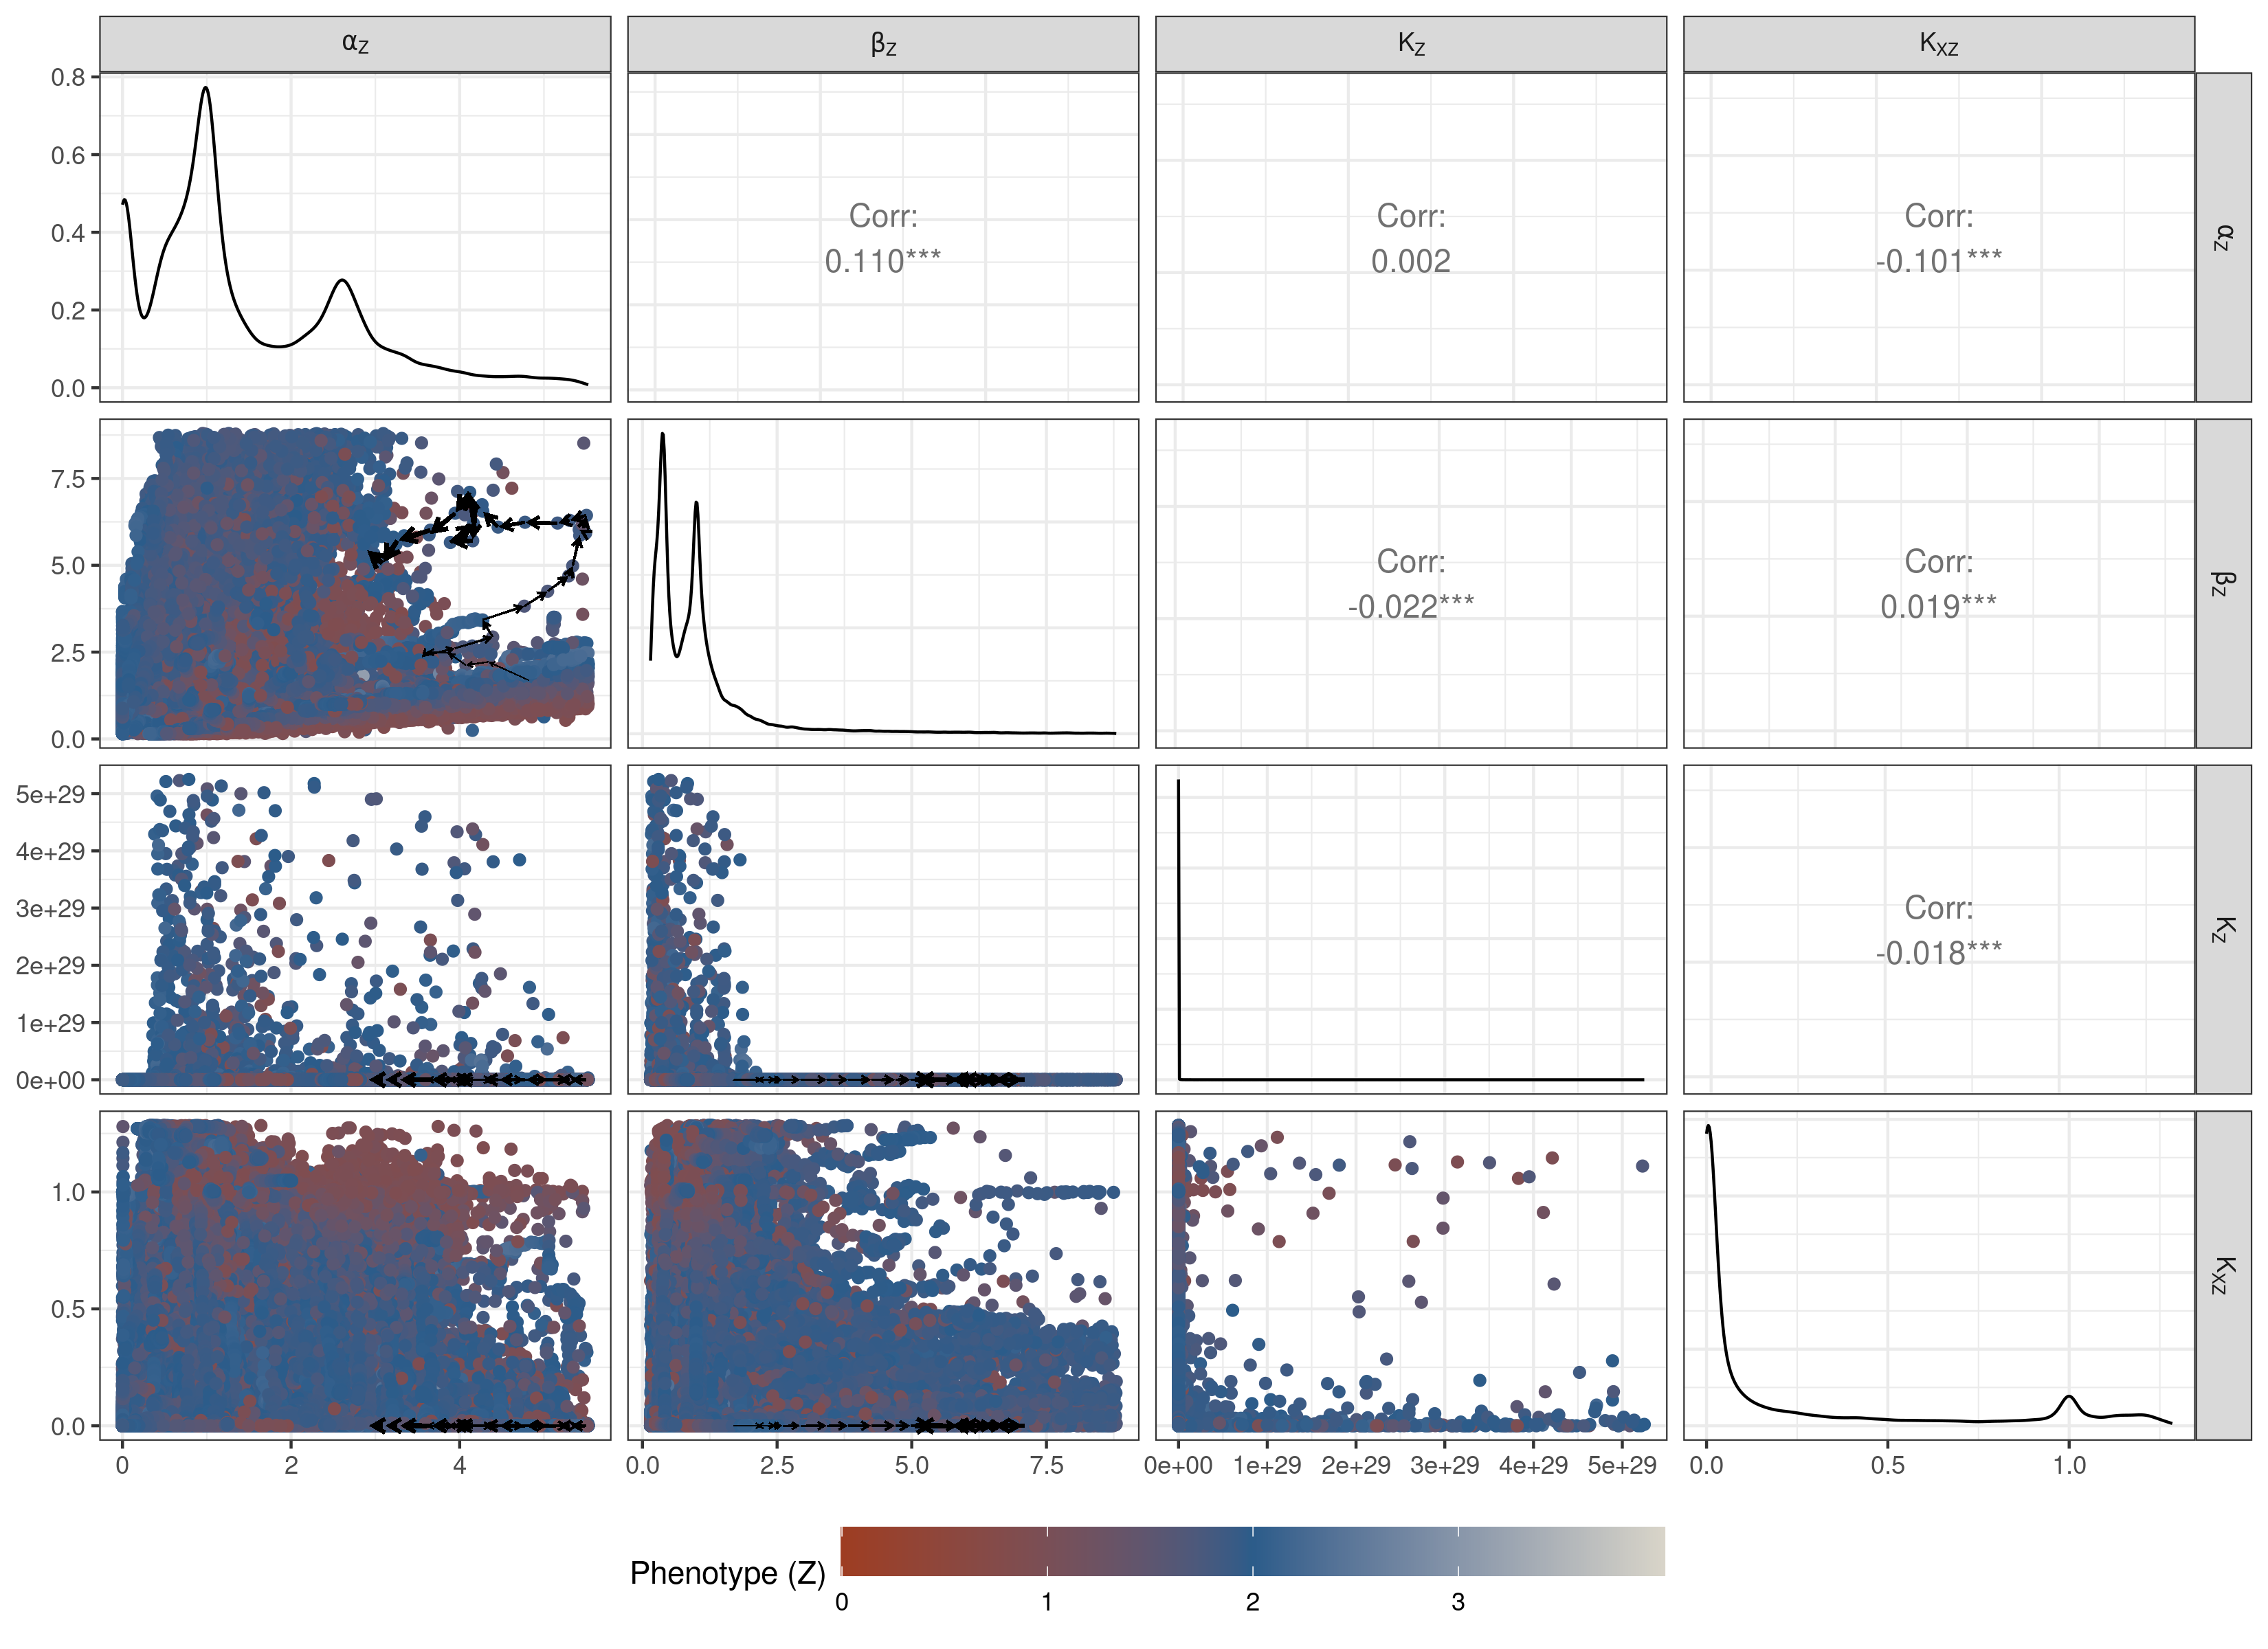 αZ
βZ
KZ
KXZ
0.8
0.6
0.4
0.2
0.0
Corr:
0.110***
Corr:
0.002
Corr:
-0.101***
αZ
7.5
5.0
2.5
0.0
Corr:
-0.022***
Corr:
0.019***
βZ
5e+29
4e+29
3e+29
2e+29
1e+29
0e+00
Corr:
-0.018***
KZ
1.0
0.5
0.0
KXZ
0 2 4
0.0 2.5 5.0 7.5
0e+00 1e+29 2e+29 3e+29 4e+29 5e+29
0.0 0.5 1.0
Phenotype (Z)
0 1 2 3